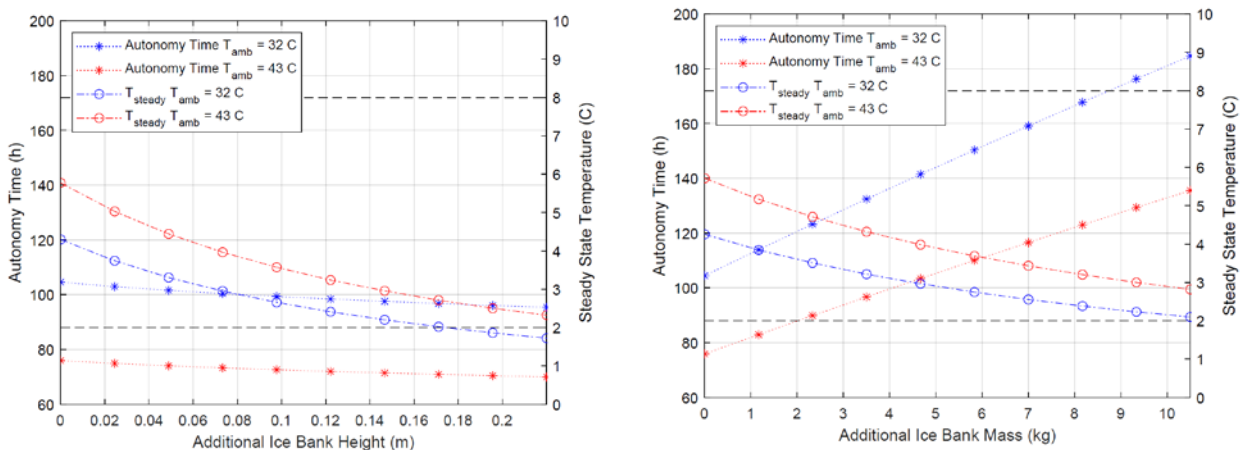 200
180
160
140
120
100
80
60
Autonomy Time (h)
Autonomy Time T_amb = 32 C
Autonomy Time T_amb = 43 C
T_steady T_amb = 32 C
T_steady T_amb = 43 C
10
9
8
7
6
5
4
3
2
1
0
Steady State Temperature (C)
0 0.02 0.04 0.06 0.08 0.1 0.12 0.14 0.16 0.18 0.2
Additional Ice Bank Height (m)
200
180
160
140
120
100
80
60
Autonomy Time (h)
Autonomy Time T_amb = 32 C
Autonomy Time T_amb = 43 C
T_steady T_amb = 32 C
T_steady T_amb = 43 C
10
9
8
7
6
5
4
3
2
1
0
Steady State Temperature (C)
0 1 2 3 4 5 6 7 8 9 10
Additional Ice Bank Mass (kg)